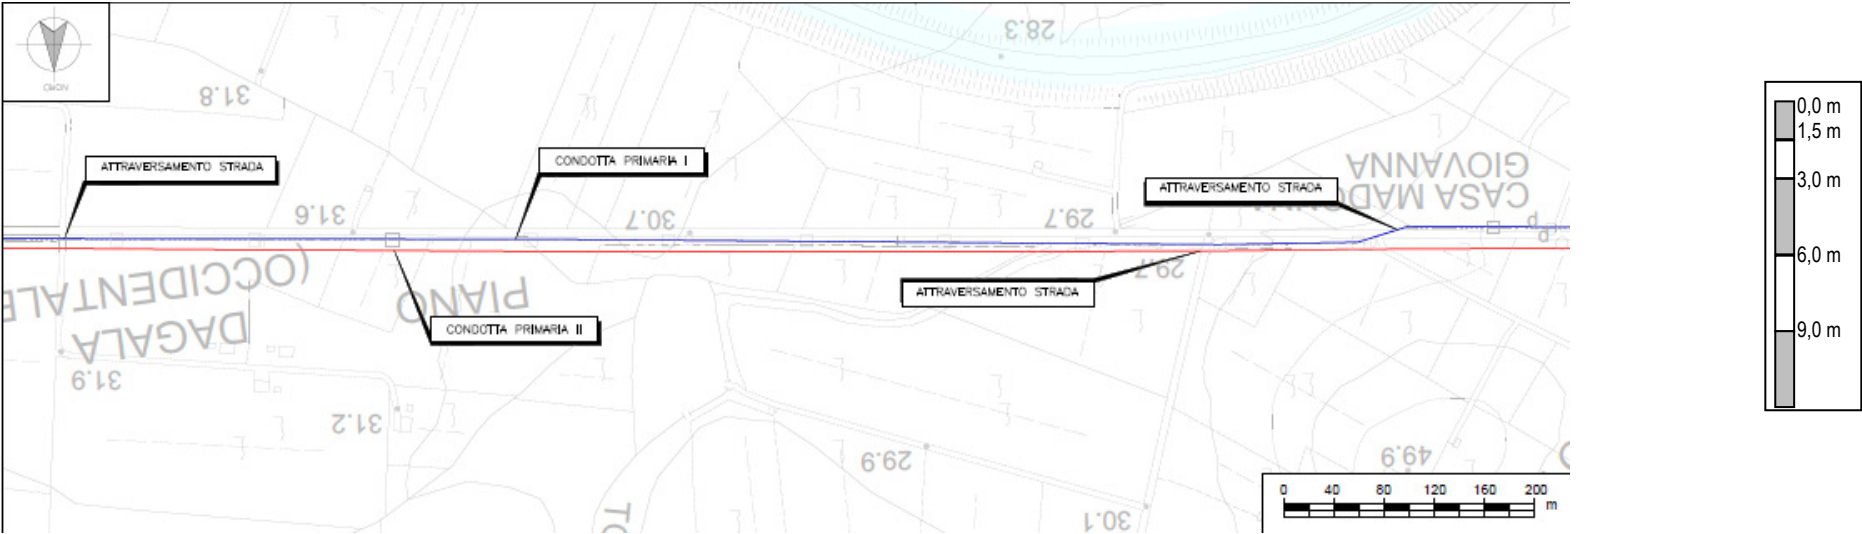 NORD
28.3
31.8
ATTRAVERSAMENTO STRADA
CONDOTTA PRIMARIA I
CASA MADONNA
GIOVANNA
ATTRAVERSAMENTO STRADA
31.6
30.7
29.7
p
p
PIANO
(OCCIDENTALE
DAGALA
29.7
ATTRAVERSAMENTO STRADA
CONDOTTA PRIMARIA II
31.9
31.2
29.9
49.9
30.1
0 40 80 120 160 200
m
0,0 m
1,5 m
3,0 m
6,0 m
9,0 m